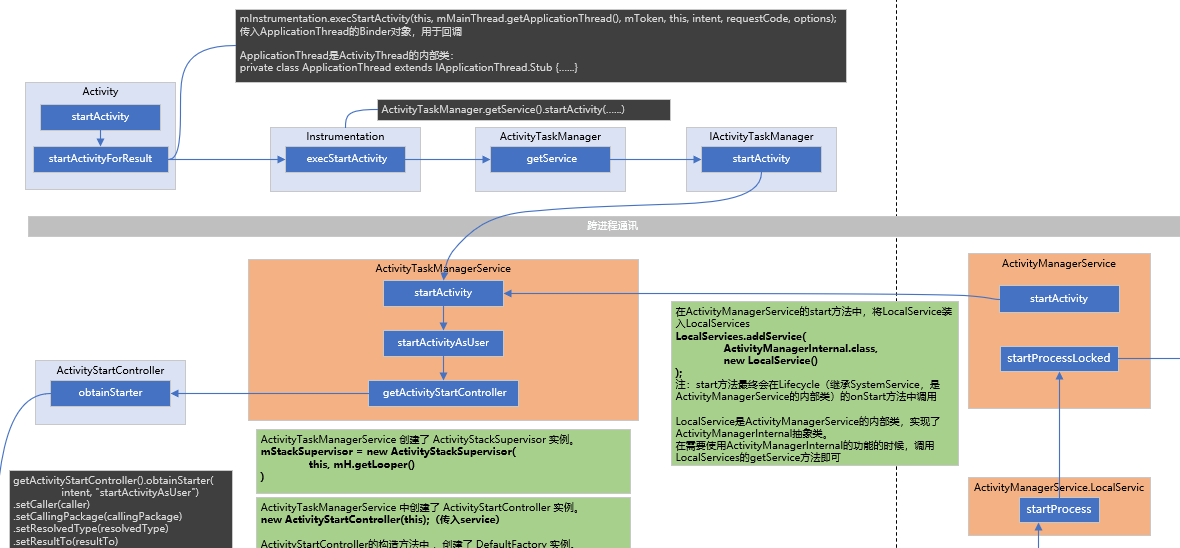 mInstrumentation.execStartActivity(this, mMainThread.getApplicationThread(), mToken, this, intent, requestCode, options);
传入ApplicationThread的Binder对象，用于回调
ApplicationThread是ActivityThread的内部类：
private class ApplicationThread extends IApplicationThread.Stub {......}
Activity
startActivity
startActivityForResult
ActivityTaskManager.getService().startActivity(......)
Instrumentation
execStartActivity
ActivityTaskManager
getService
IActivityTaskManager
startActivity
跨进程通讯
ActivityTaskManagerService
startActivity
startActivityAsUser
getActivityStartController
ActivityManagerService
startActivity
startProcessLocked
在ActivityManagerService的start方法中，将LocalService装
入LocalServices
LocalServices.addService(
ActivityManagerInternal.class,
new LocalService()
);
注：start方法最终会在Lifecycle（继承SystemService，是
ActivityManagerService的内部类）的onStart方法中调用
LocalService是ActivityManagerService的内部类，实现了
ActivityManagerInternal抽象类。
在需要使用ActivityManagerInternal的功能的时候，调用
LocalServices的getService方法即可
ActivityStartController
obtainStarter
ActivityTaskManagerService 创建了 ActivityStackSupervisor 实例。
mStackSupervisor = new ActivityStackSupervisor(
this, mH.getLooper()
)
getActivityStartController().obtainStarter(
intent, "startActivityAsUser")
.setCaller(caller)
.setCallingPackage(callingPackage)
.setResolvedType(resolvedType)
.setResultTo(resultTo)
ActivityTaskManagerService 中创建了 ActivityStartController 实例。
new ActivityStartController(this);（传入service）
ActivityStartController的构造方法中 ，创建了 DefaultFactory 实例。
ActivityManagerService.LocalServic
startProcess